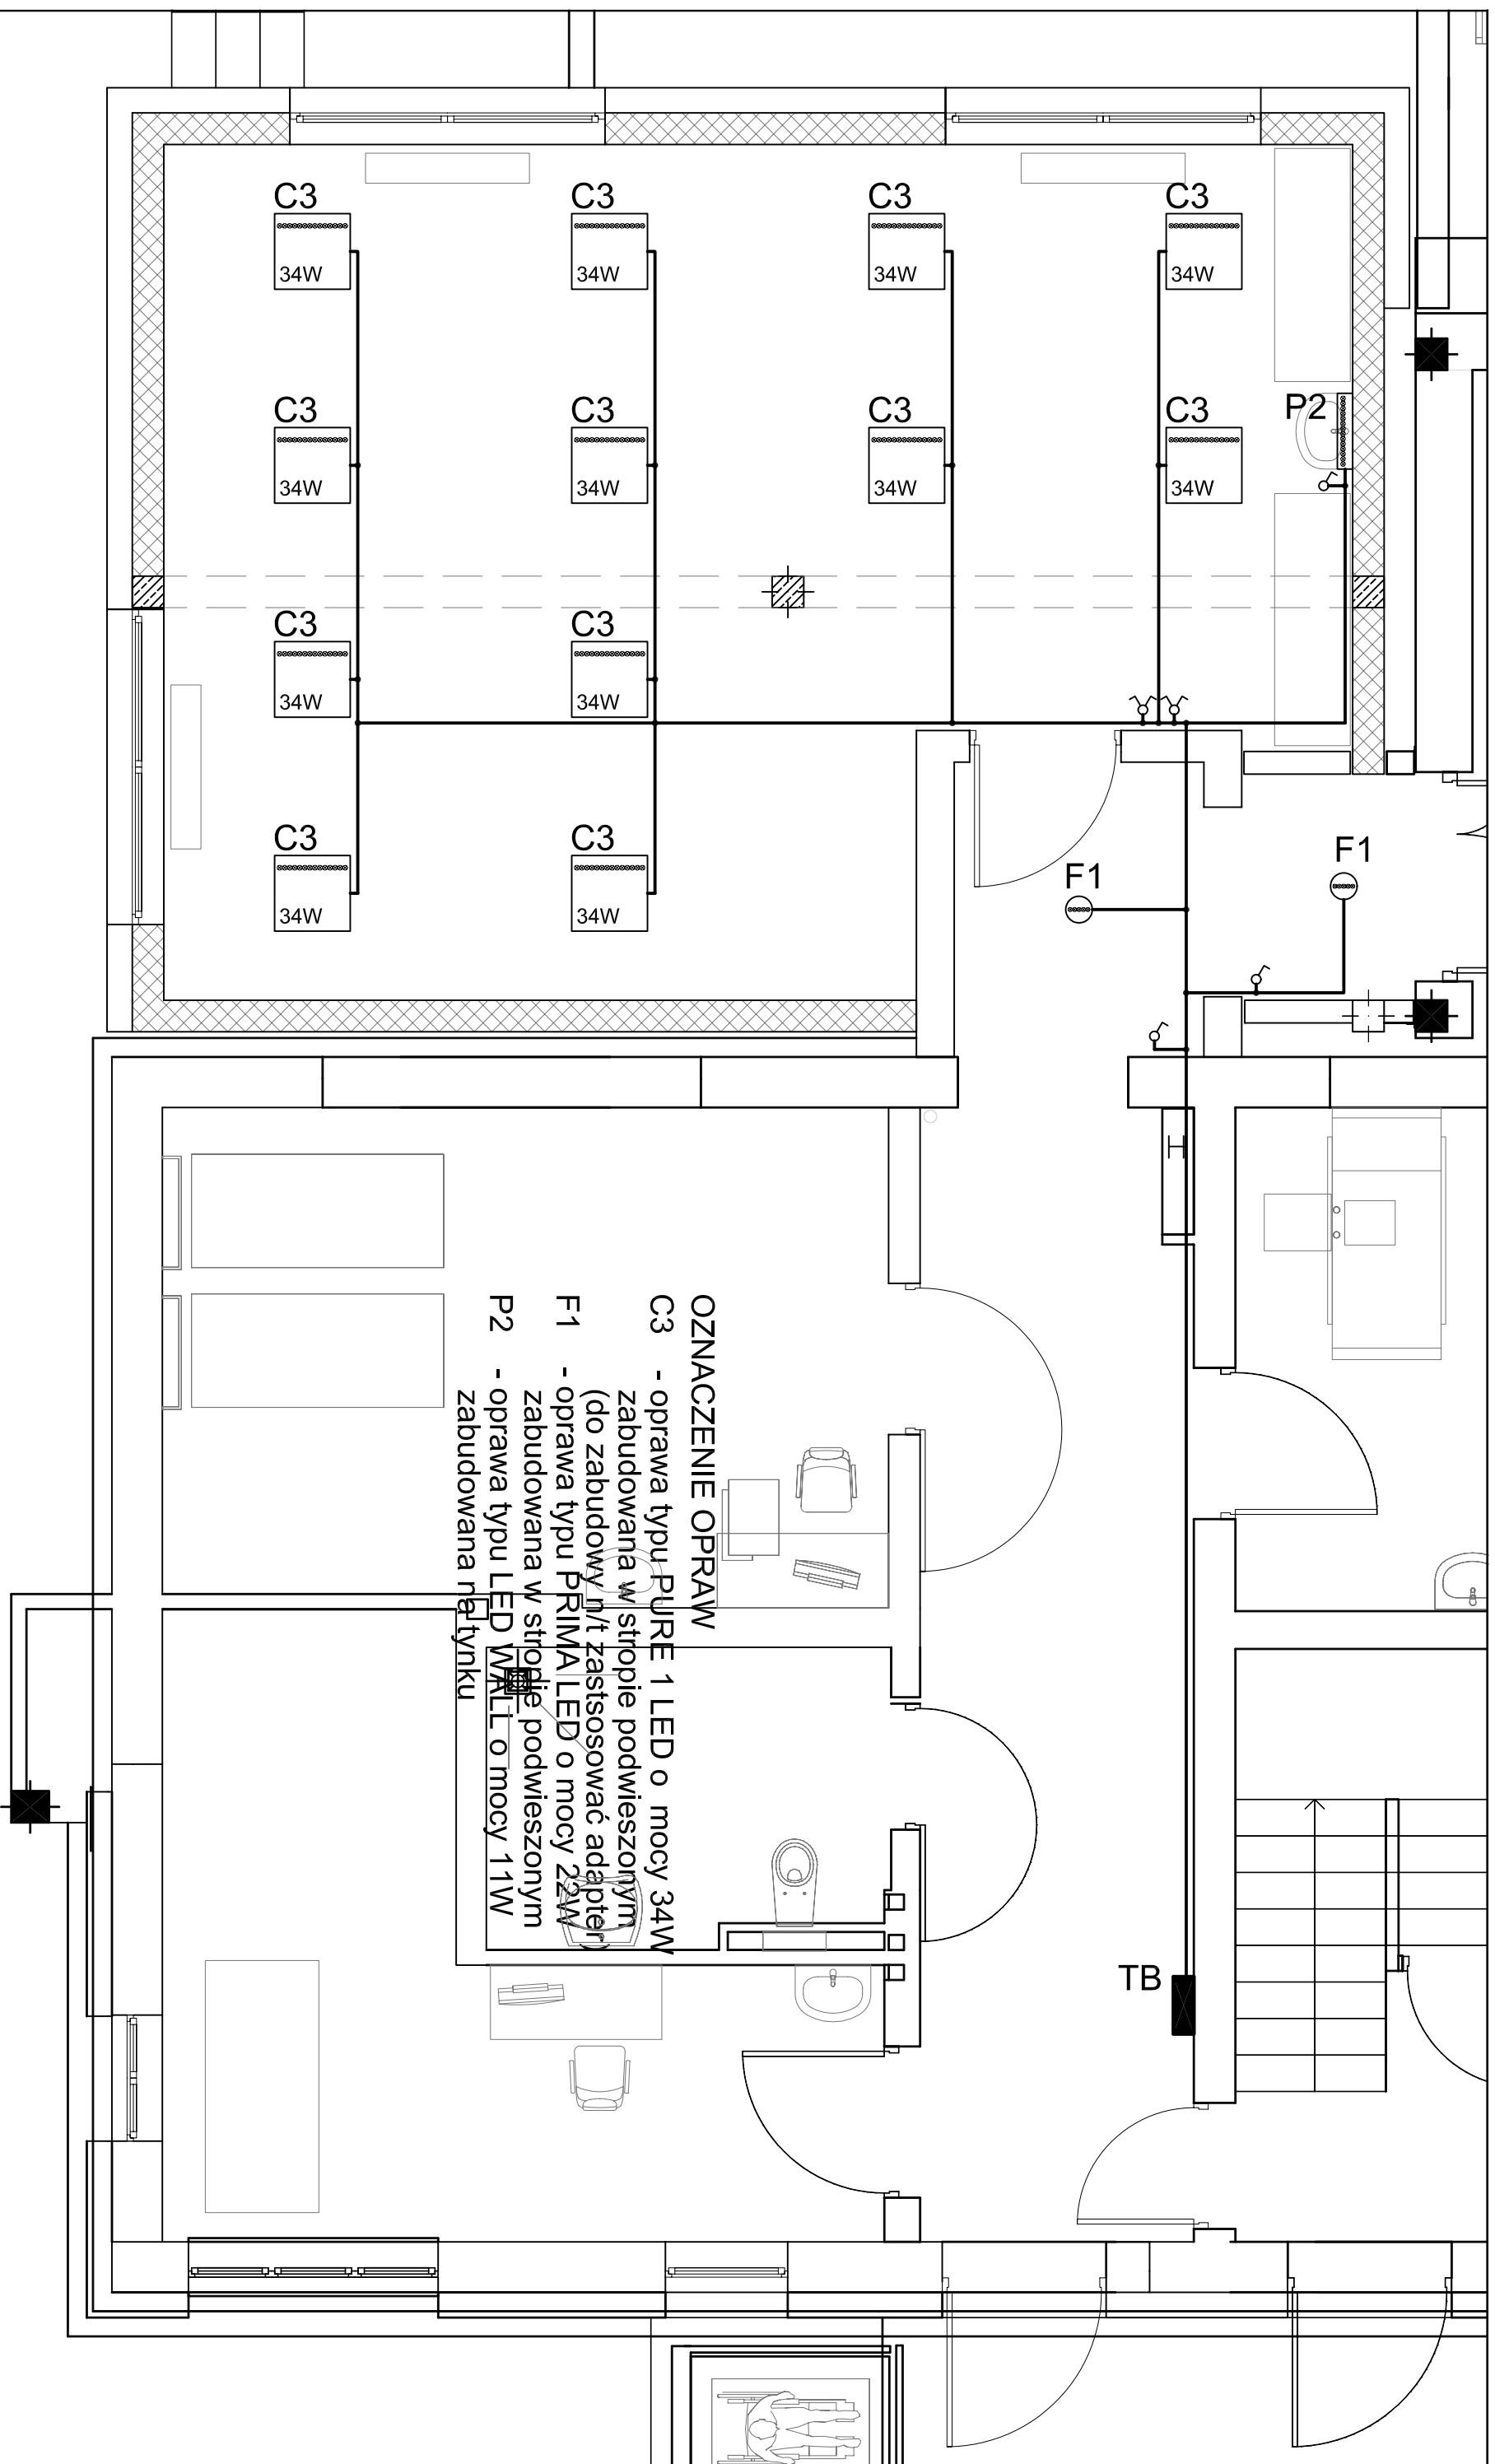 C3
C3
C3
C3
34W
34W
34W
34W
C3
C3
C3
C3
P2
34W
34W
34W
34W
C3
C3
34W
34W
C3
C3
F1
F1
34W
34W
H
OZNACZENIE OPRAW
C3 - oprawa typu PURE 1 LED o mocy 34W
zabudowana w stropie podwieszonym
(do zabudowy n/t zastsosować adapter)
F1 - oprawa typu PRIMA LED o mocy 22W
zabudowana w stropie podwieszonym
P2 - oprawa typu LED WALL o mocy 11W
zabudowana na tynku
TB